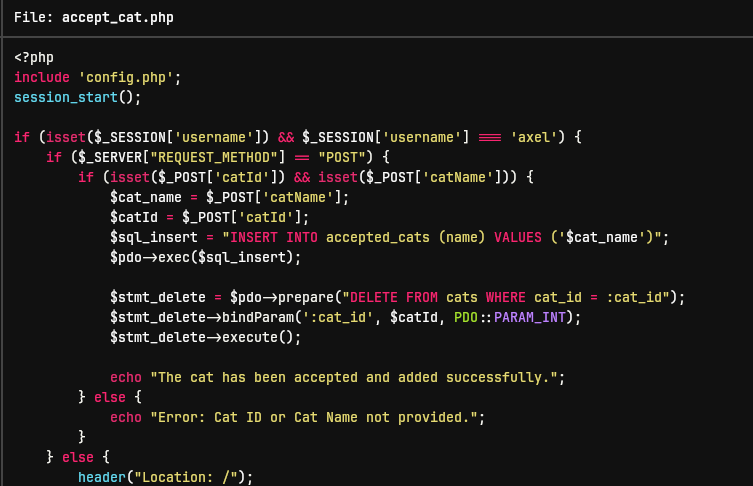 File: accept_cat.php
<?php
include 'config.php';
session_start();
if (isset($_SESSION['username']) && $_SESSION['username'] === 'axel') {
    if ($_SERVER["REQUEST_METHOD"] == "POST") {
        if (isset($_POST['catId']) && isset($_POST['catName'])) {
            $cat_name = $_POST['catName'];
            $catId = $_POST['catId'];
            $sql_insert = "INSERT INTO accepted_cats (name) VALUES ('$cat_name')";
            $pdo->exec($sql_insert);
            $stmt_delete = $pdo->prepare("DELETE FROM cats WHERE cat_id = :cat_id");
            $stmt_delete->bindParam(':cat_id', $catId, PDO::PARAM_INT);
            $stmt_delete->execute();
            echo "The cat has been accepted and added successfully.";
        } else {
            echo "Error: Cat ID or Cat Name not provided.";
        }
    } else {
        header("Location: /");